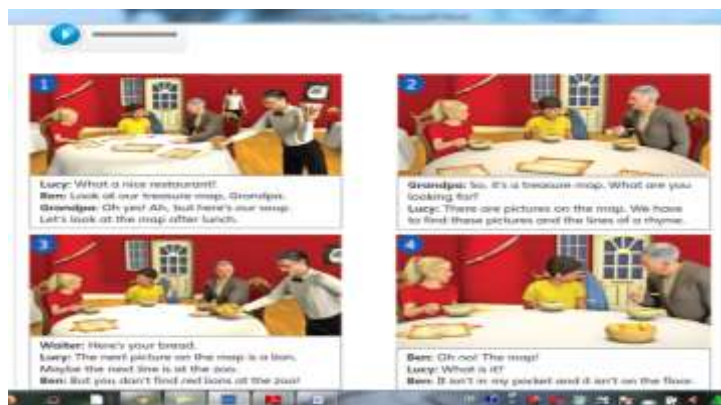 1
Lucy: What a nice restaurant!
Ben: Look at our treasure map, Grandpa.
Grandpa: Oh yes! Ah, but here's our soup.
Let's look at the map after lunch.
2
Grandpa: So, it's a treasure map. What are you
looking for?
Lucy: There are pictures on the map. We have
to find these pictures and the lines of a rhyme.
3
Waiter: Here's your bread.
Lucy: The next picture on the map is a lion.
Maybe the next line is at the zoo.
Ben: But you don't find red lions at the zoo!
4
Ben: Oh no! The map!
Lucy: What is it?
Ben: It isn't in my pocket and it isn't on the floor.